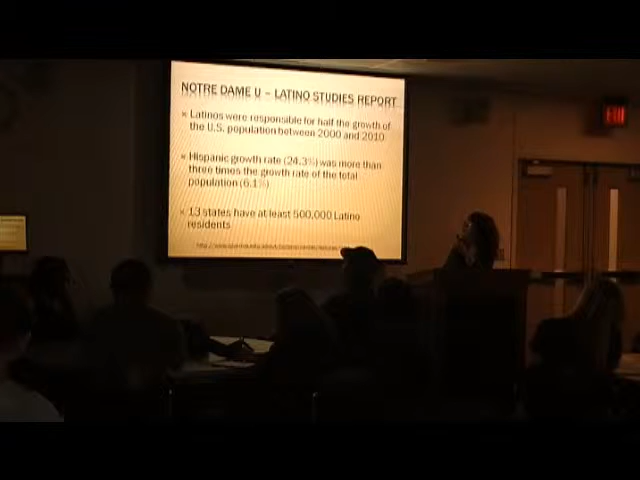 NOTRE DAME U – LATINO STUDIES REPORT
Latinos were responsible for half the growth of
the U.S. population between 2000 and 2010
Hispanic growth rate (24.3%) was more than
three times the growth rate of the total
population (6.1%)
13 states have at least 500,000 Latino
residents
EXIT